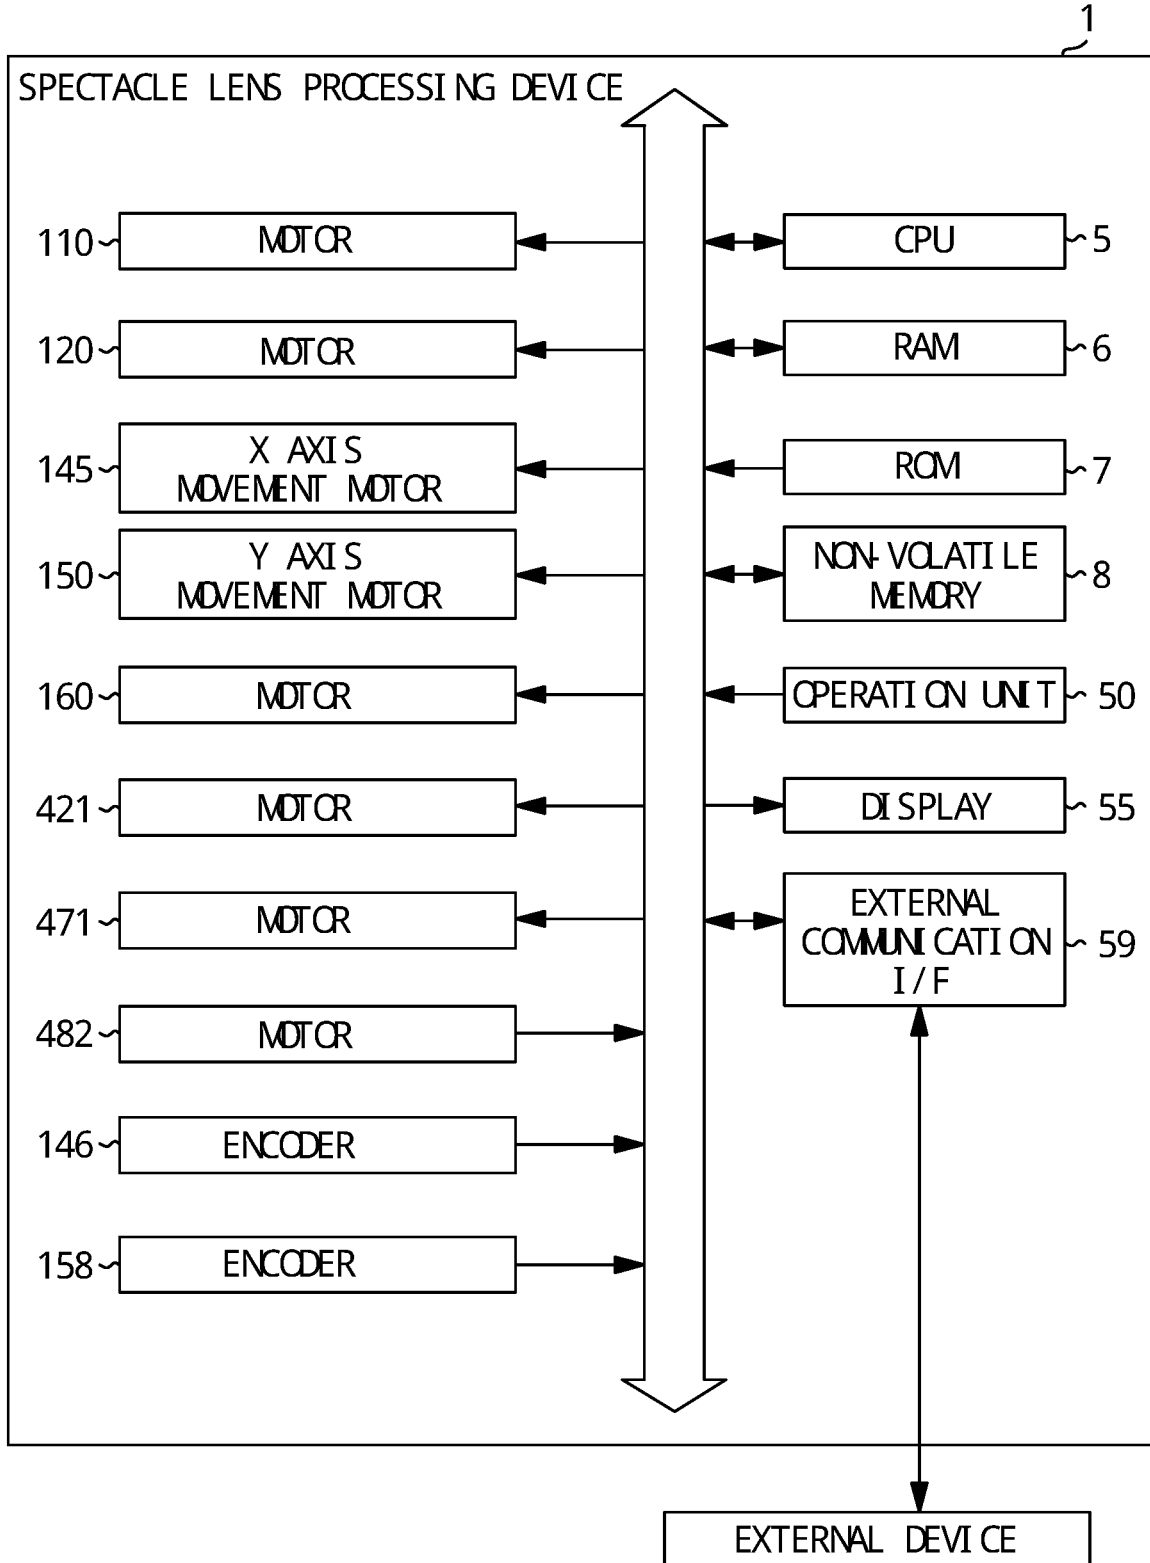 1
SPECTACLE LENS PROCESSING DEVICE
110 MOTOR CPU 5
120 MOTOR RAM 6
145 X AXIS
MOVEMENT MOTOR
ROM 7
150 Y AXIS
MOVEMENT MOTOR
NON-VOLATILE
MEMORY 8
160 MOTOR OPERATION UNIT 50
421 MOTOR DISPLAY 55
471 MOTOR
EXTERNAL
COMMUNICATION 59
I/F
482 MOTOR
146 ENCODER
158 ENCODER
EXTERNAL DEVICE